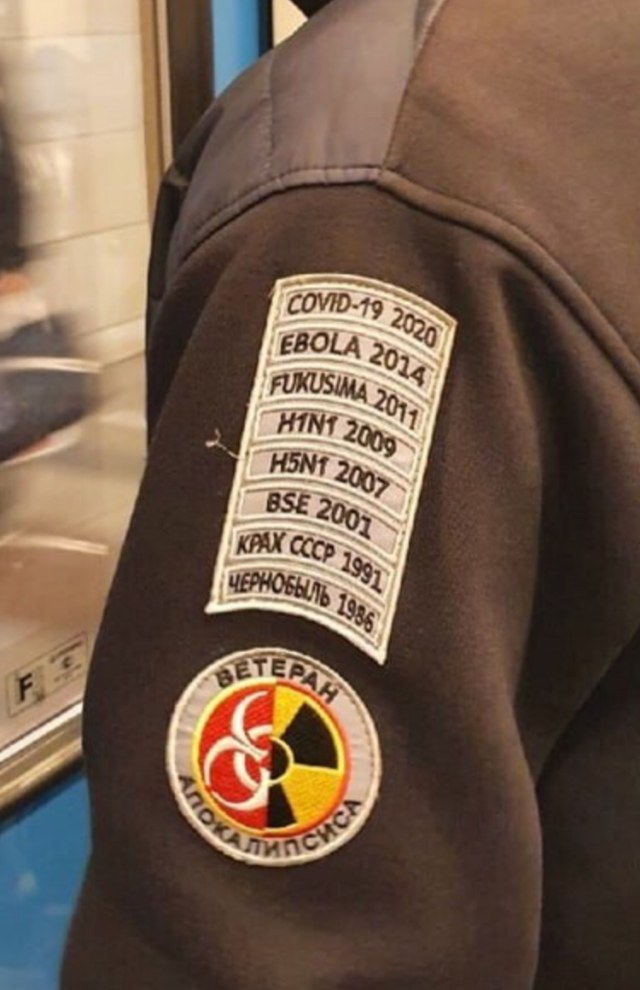 COVID-19 2020
EBOLA 2014
FUKUSIMA 2011
H1N1 2009
H5N1 2007
BSE 2001
КРАХ СССР 1991
ЧЕРНОБЫЛЬ 1986
ВЕТЕРАН
АПОКАЛИПСИСА
F